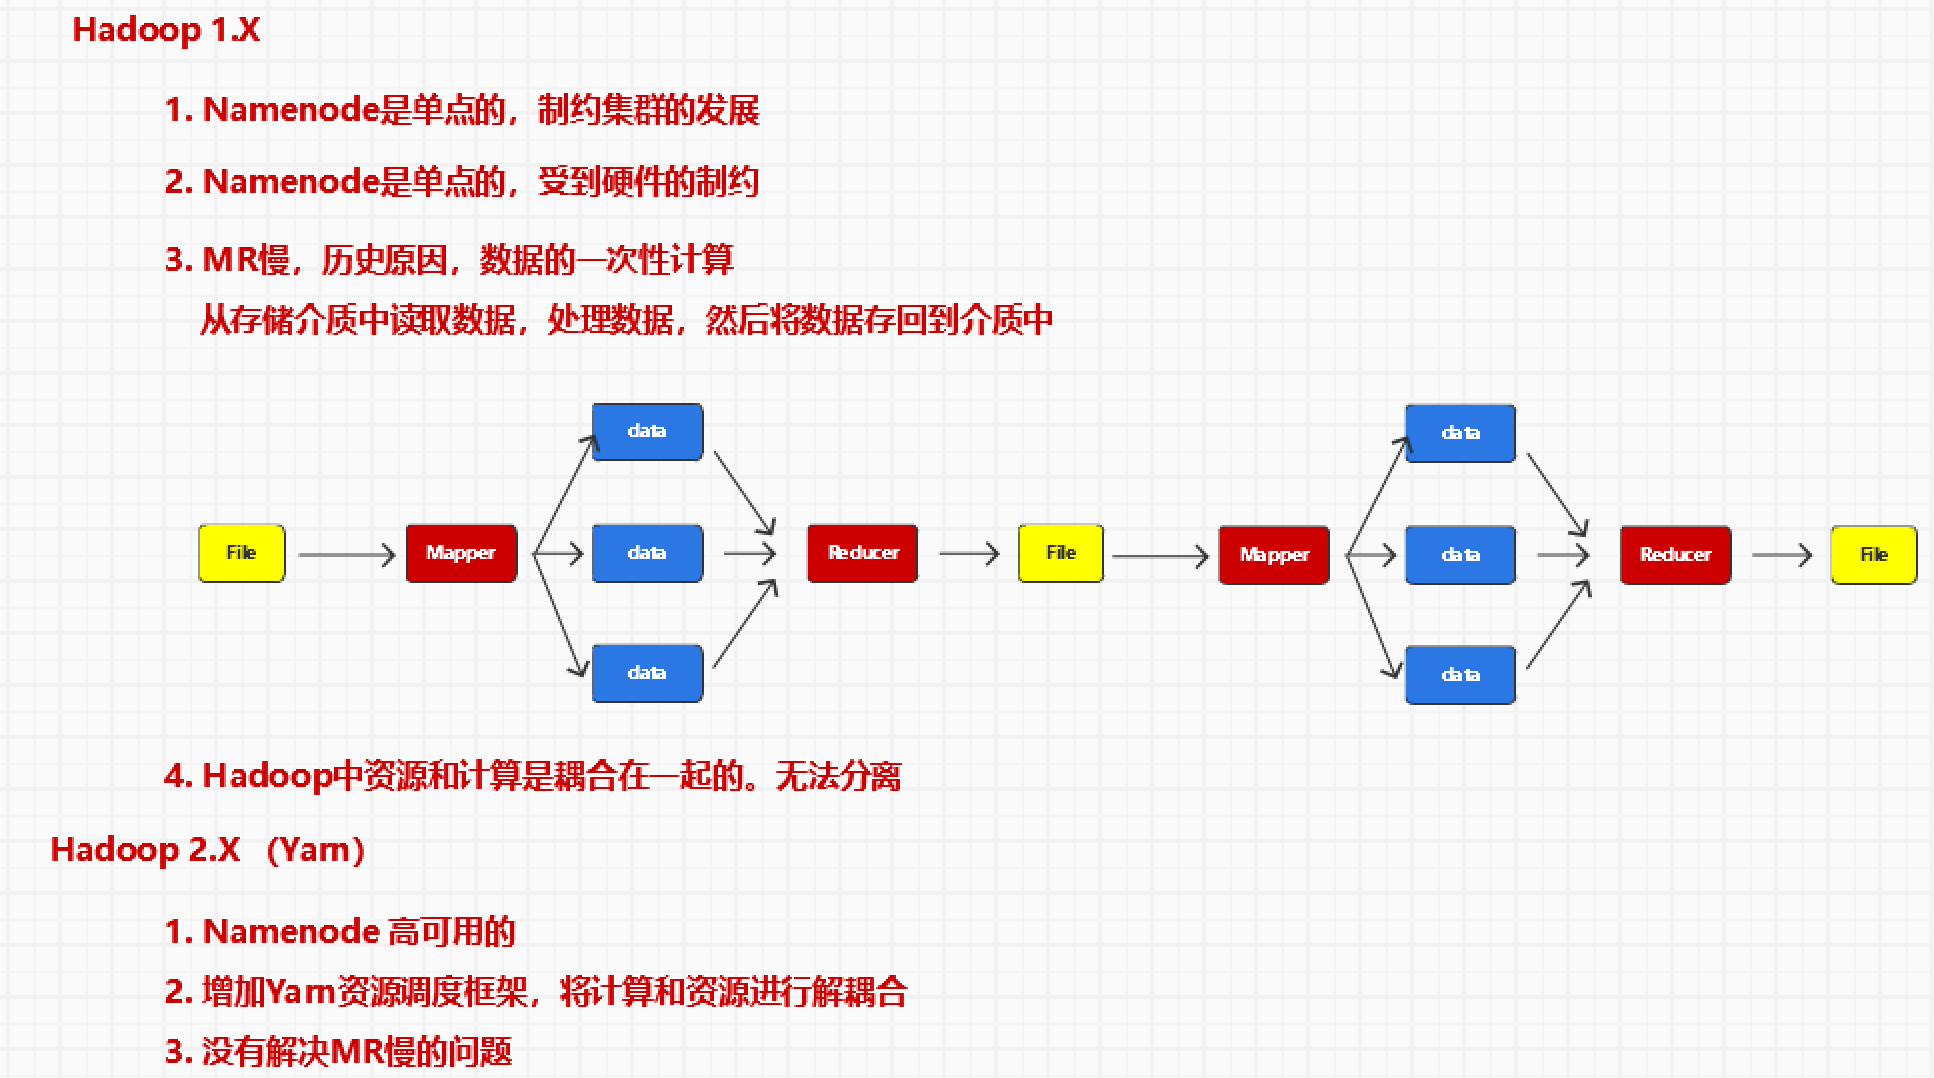 Hadoop 1.X
1. Namenode是单点的，制约集群的发展
2. Namenode是单点的，受到硬件的制约
3. MR慢，历史原因，数据的一次性计算
从存储介质中读取数据，处理数据，然后将数据存回到介质中
data
data
File
Mapper
data
Reducer
File
Mapper
data
Reducer
File
data
data
4. Hadoop中资源和计算是耦合在一起的。无法分离
Hadoop 2.X （Yarn）
1. Namenode 高可用的
2. 增加Yarn资源调度框架，将计算和资源进行解耦合
3. 没有解决MR慢的问题